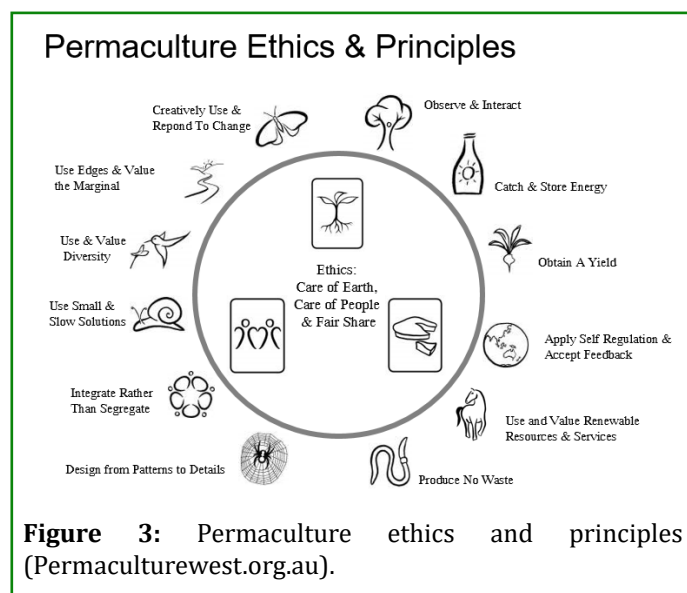 Permaculture Ethics & Principles
Creatively Use &
Repond To Change
Observe & Interact
Use Edges & Value
the Marginal
Catch & Store Energy
Use & Value
Diversity
Obtain A Yield
Ethics:
Care of Earth,
Care of People
& Fair Share
Use Small &
Slow Solutions
Apply Self Regulation &
Accept Feedback
Integrate Rather
Than Segregate
Use and Value Renewable
Resources & Services
Design from Patterns to Details
Produce No Waste
Figure 3: Permaculture ethics and principles
(Permaculturewest.org.au).